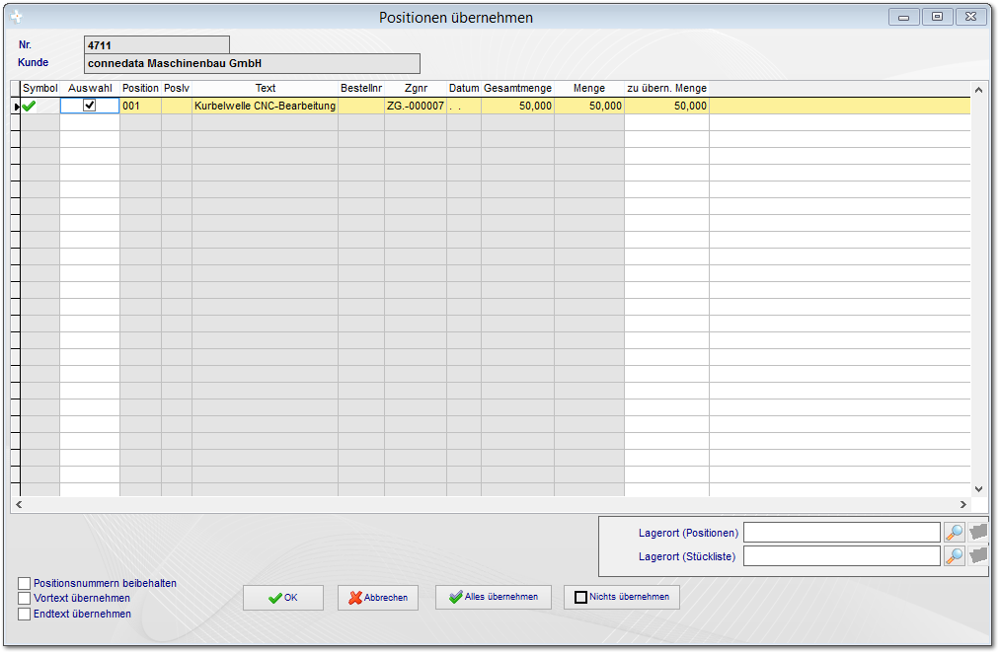 Positionen übernehmen
Nr. 4711
Kunde connedata Maschinenbau GmbH
Symbol Auswahl Position Poslv Text Bestellnr Zgnr Datum Gesamtmenge Menge zu übern. Menge
001 Kurbelwelle CNC-Bearbeitung ZG.-000007 . . 50,000 50,000 50,000
Lagerort (Positionen)
Lagerort (Stückliste)
Positionsnummern beibehalten
Vortext übernehmen
Endtext übernehmen
OK Abbrechen Alles übernehmen Nichts übernehmen